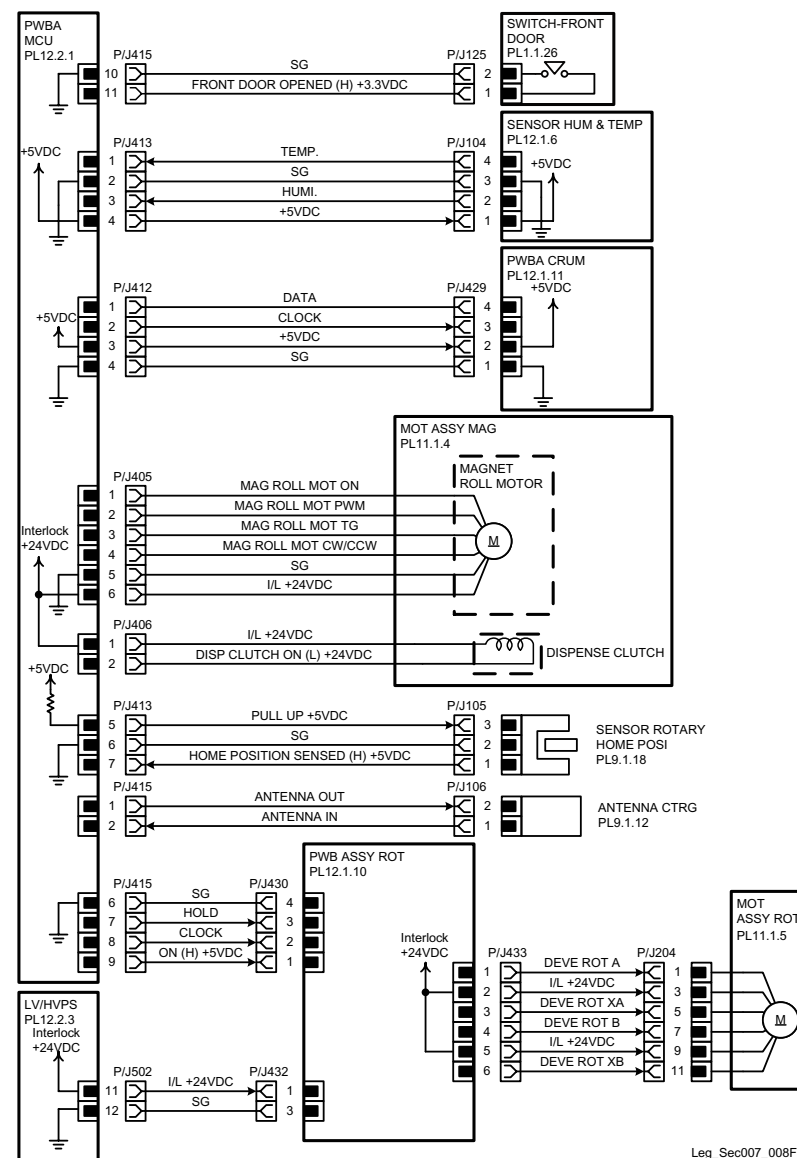 PWBA
MCU
PL12.2.1
P/J415
10
11
SG
FRONT DOOR OPENED (H) +3.3VDC
P/J125
2
1
SWITCH-FRONT
DOOR
PL1.1.26
+5VDC
P/J413
1
2
3
4
TEMP.
SG
HUMI.
+5VDC
P/J104
4
3
2
1
SENSOR HUM & TEMP
PL12.1.6
+5VDC
+5VDC
P/J412
1
2
3
4
DATA
CLOCK
+5VDC
SG
P/J429
4
3
2
1
PWBA CRUM
PL12.1.11
+5VDC
Interlock
+24VDC
P/J405
1
2
3
4
5
6
MAG ROLL MOT ON
MAG ROLL MOT PWM
MAG ROLL MOT TG
MAG ROLL MOT CW/CCW
SG
I/L +24VDC
MOT ASSY MAG
PL11.1.4
MAGNET
ROLL MOTOR
M
P/J406
1
2
I/L +24VDC
DISP CLUTCH ON (L) +24VDC
DISPENSE CLUTCH
+5VDC
P/J413
5
6
7
PULL UP +5VDC
SG
HOME POSITION SENSED (H) +5VDC
P/J105
3
2
1
SENSOR ROTARY
HOME POSI
PL9.1.18
P/J415
1
2
ANTENNA OUT
ANTENNA IN
P/J106
2
1
ANTENNA CTRG
PL9.1.12
P/J415
6
7
8
9
SG
HOLD
CLOCK
ON (H) +5VDC
P/J430
4
3
2
1
PWB ASSY ROT
PL12.1.10
Interlock
+24VDC
P/J433
1
2
3
4
5
6
DEVE ROT A
I/L +24VDC
DEVE ROT XA
DEVE ROT B
I/L +24VDC
DEVE ROT XB
P/J204
1
3
5
7
9
11
MOT
ASSY ROT
PL11.1.5
M
LV/HVPS
PL12.2.3
Interlock
+24VDC
P/J502
11
12
I/L +24VDC
SG
P/J432
1
3
Leg_Sec007_008F